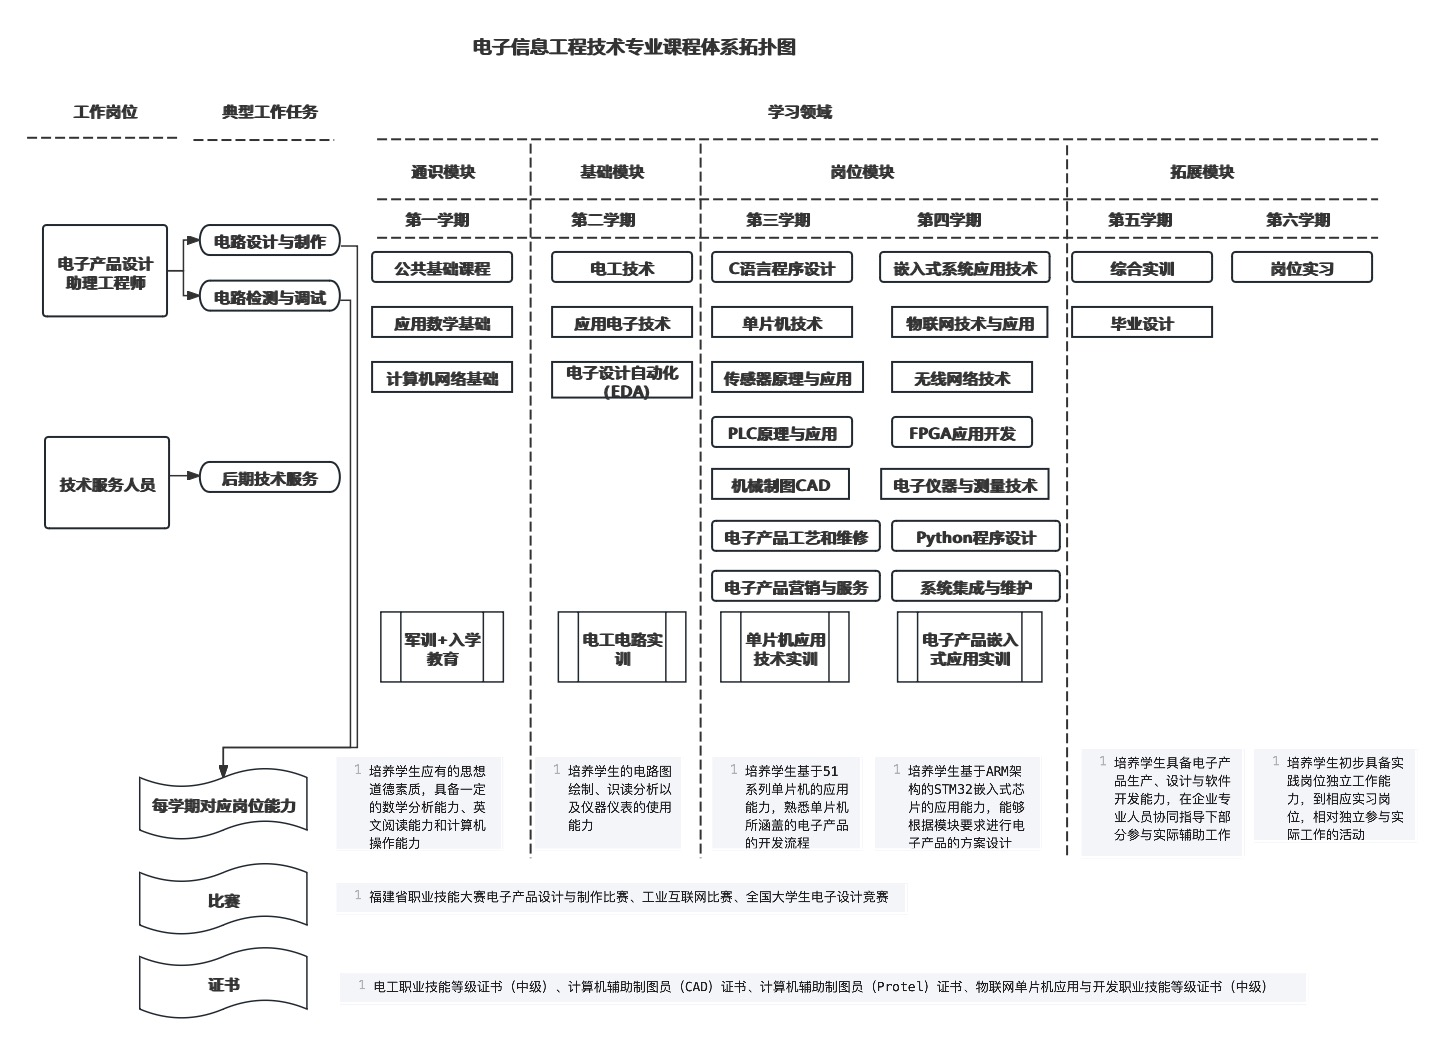 电子信息工程技术专业课程体系拓扑图
工作岗位
典型工作任务
学习领域
通识模块
基础模块
岗位模块
拓展模块
第一学期
第二学期
第三学期
第四学期
第五学期
第六学期
电子产品设计
助理工程师
电路设计与制作
电路检测与调试
技术服务人员
后期技术服务
公共基础课程
应用数学基础
计算机网络基础
电工技术
应用电子技术
电子设计自动化
(EDA)
C语言程序设计
单片机技术
传感器原理与应用
PLC原理与应用
机械制图CAD
电子产品工艺和维修
电子产品营销与服务
嵌入式系统应用技术
物联网技术与应用
无线网络技术
FPGA应用开发
电子仪器与测量技术
Python程序设计
系统集成与维护
综合实训
毕业设计
岗位实习
军训+入学
教育
电工电路实
训
单片机应用
技术实训
电子产品嵌入
式应用实训
每学期对应岗位能力
1 培养学生应有的思想
道德素质，具备一定
的数学分析能力、英
文阅读能力和计算机
操作能力
1 培养学生的电路图
绘制、识读分析以
及仪器仪表的使用
能力
1 培养学生基于51
系列单片机的应用
能力，熟悉单片机
所涵盖的电子产品
的开发流程
1 培养学生基于ARM架
构的STM32嵌入式芯
片的应用能力，能够
根据模块要求进行电
子产品的方案设计
1 培养学生具备电子产
品生产、设计与软件
开发能力，在企业专
业人员协同指导下部
分参与实际辅助工作
1 培养学生初步具备实
践岗位独立工作能
力，到相应实习岗
位，相对独立参与实
际工作的活动
比赛
1 福建省职业技能大赛电子产品设计与制作比赛、工业互联网比赛、全国大学生电子设计竞赛
证书
1 电工职业技能等级证书（中级）、计算机辅助制图员（CAD）证书、计算机辅助制图员（Protel）证书、物联网单片机应用与开发职业技能等级证书（中级）